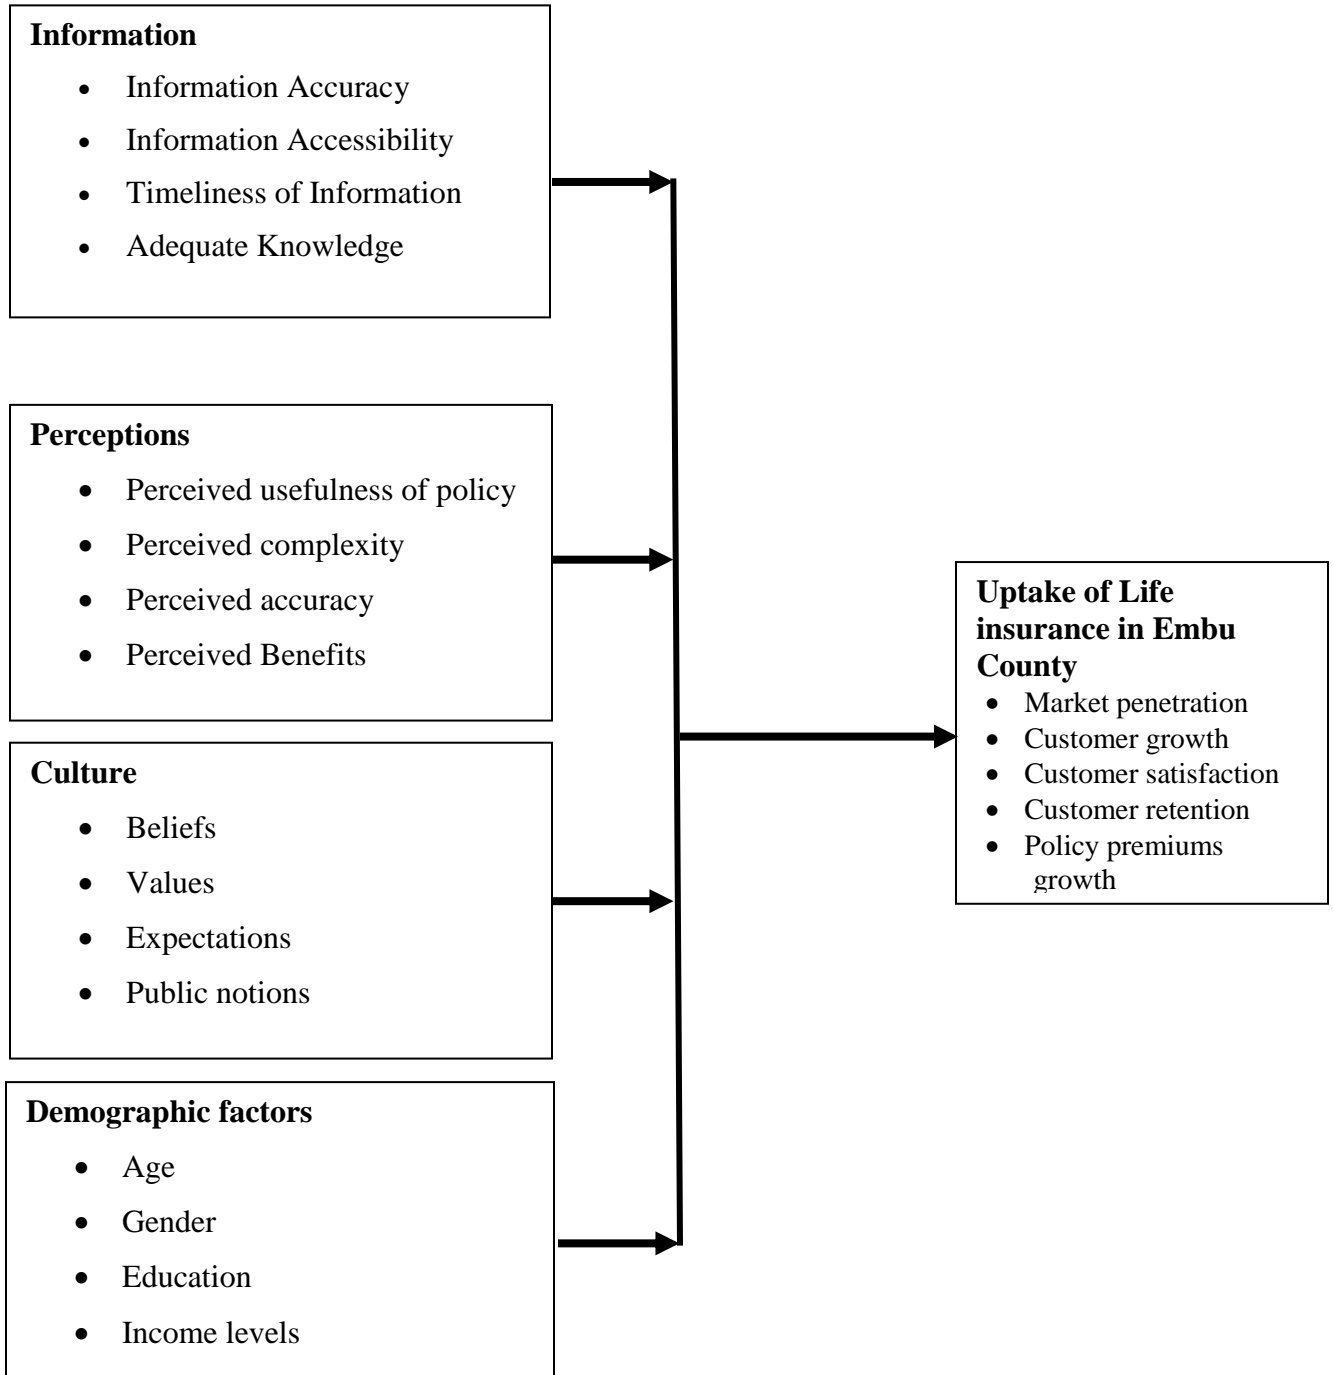 Information
• Information Accuracy
• Information Accessibility
• Timeliness of Information
• Adequate Knowledge
Perceptions
• Perceived usefulness of policy
• Perceived complexity
• Perceived accuracy
• Perceived Benefits
Culture
• Beliefs
• Values
• Expectations
• Public notions
Demographic factors
• Age
• Gender
• Education
• Income levels
Uptake of Life
insurance in Embu
County
• Market penetration
• Customer growth
• Customer satisfaction
• Customer retention
• Policy premiums
growth